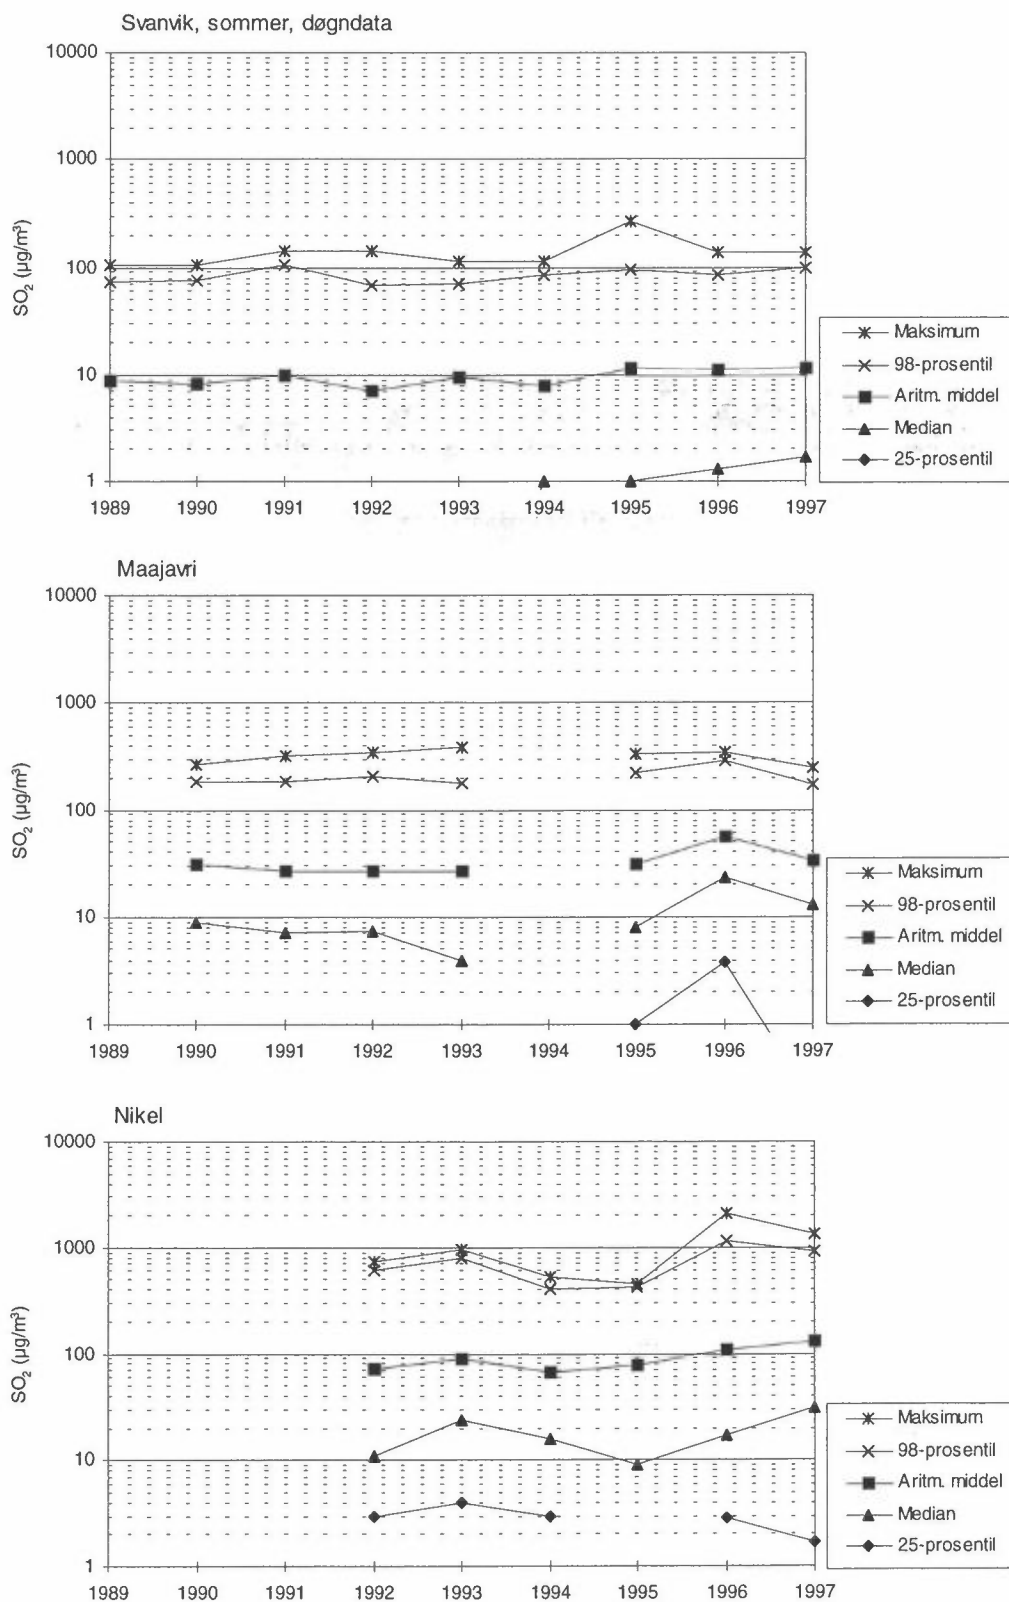 Svanvik, sommer, døgndata
10000
1000
100
10
1
SO₂ (µg/m³)
1989 1990 1991 1992 1993 1994 1995 1996 1997
Maksimum
98-prosentil
Aritm. middel
Median
25-prosentil
Maajavri
10000
1000
100
10
1
SO₂ (µg/m³)
1989 1990 1991 1992 1993 1994 1995 1996 1997
Maksimum
98-prosentil
Aritm. middel
Median
25-prosentil
Nikel
10000
1000
100
10
1
SO₂ (µg/m³)
1989 1990 1991 1992 1993 1994 1995 1996 1997
Maksimum
98-prosentil
Aritm. middel
Median
25-prosentil